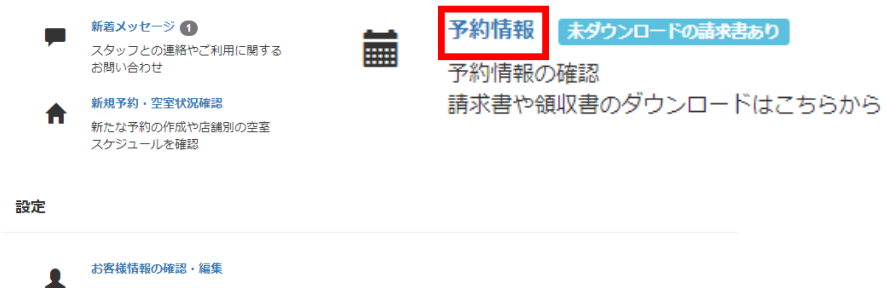 新着メッセージ 1
スタッフとの連絡やご利用に関する
お問い合わせ
新規予約・空室状況確認
新たな予約の作成や店舗別の空室
スケジュールを確認
予約情報 未ダウンロードの請求書あり
予約情報の確認
請求書や領収書のダウンロードはこちらから
設定
お客様情報の確認・編集